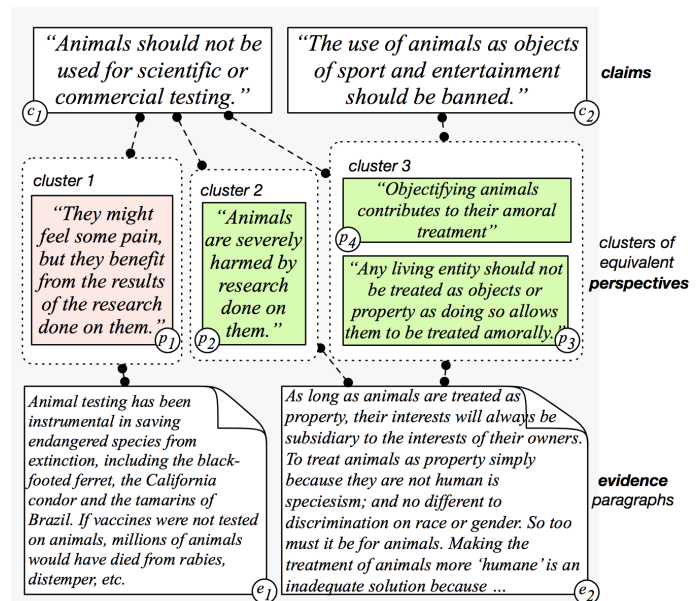 “Animals should not be
used for scientific or
commercial testing.”
c1
“The use of animals as objects
of sport and entertainment
should be banned.”
c2
claims
cluster 1
“They might
feel some pain,
but they benefit
from the results
of the research
done on them.”
p1
cluster 2
“Animals
are severely
harmed by
research
done on
them.”
p2
cluster 3
“Objectifying animals
contributes to their amoral
treatment”
p4
“Any living entity should not
be treated as objects or
property as doing so allows
them to be treated amorally.”
p3
clusters of
equivalent
perspectives
Animal testing has been
instrumental in saving
endangered species from
extinction, including the black-
footed ferret, the California
condor and the tamarins of
Brazil. If vaccines were not tested
on animals, millions of animals
would have died from rabies,
distemper, etc.
e1
As long as animals are treated as
property, their interests will always be
subsidiary to the interests of their owners.
To treat animals as property simply
because they are not human is
speciesism; and no different to
discrimination on race or gender. So too
must it be for animals. Making the
treatment of animals more ‘humane’ is an
inadequate solution because ...
e2
evidence
paragraphs